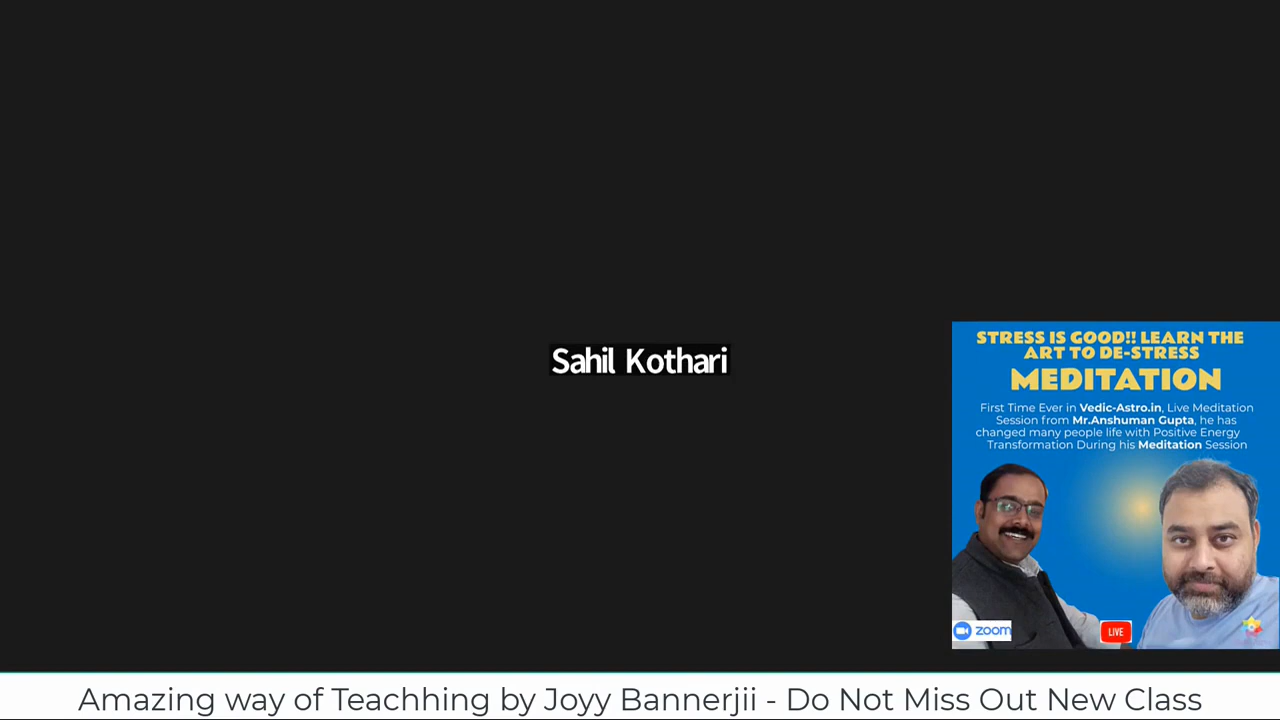 Sahil Kothari
STRESS IS GOOD!! LEARN THE
ART TO DE-STRESS
MEDITATION
First Time Ever in Vedic-Astro.in, Live Meditation
Session from Mr.Anshuman Gupta, he has
changed many people life with Positive Energy
Transformation During his Meditation Session
zoom
LIVE
Amazing way of Teachhing by Joyy Bannerjii - Do Not Miss Out New Class